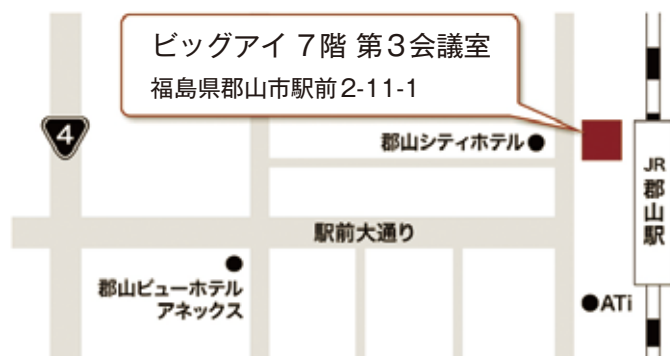 ビッグアイ 7階 第3会議室
福島県郡山市駅前2-11-1
4
郡山シティホテル
JR郡山駅
駅前大通り
郡山ビューホテル
アネックス
ATi